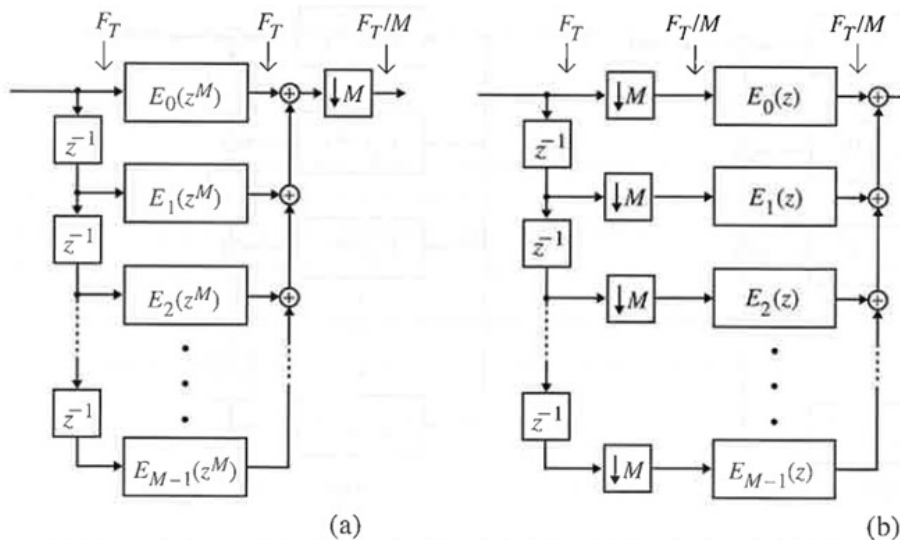 F_T F_T F_T/M
E_0(z^M) ↓M
z^{-1}
E_1(z^M)
z^{-1}
E_2(z^M)
z^{-1}
E_{M-1}(z^M)
(a)
F_T F_T/M F_T/M
↓M E_0(z)
z^{-1}
↓M E_1(z)
z^{-1}
↓M E_2(z)
z^{-1}
↓M E_{M-1}(z)
(b)